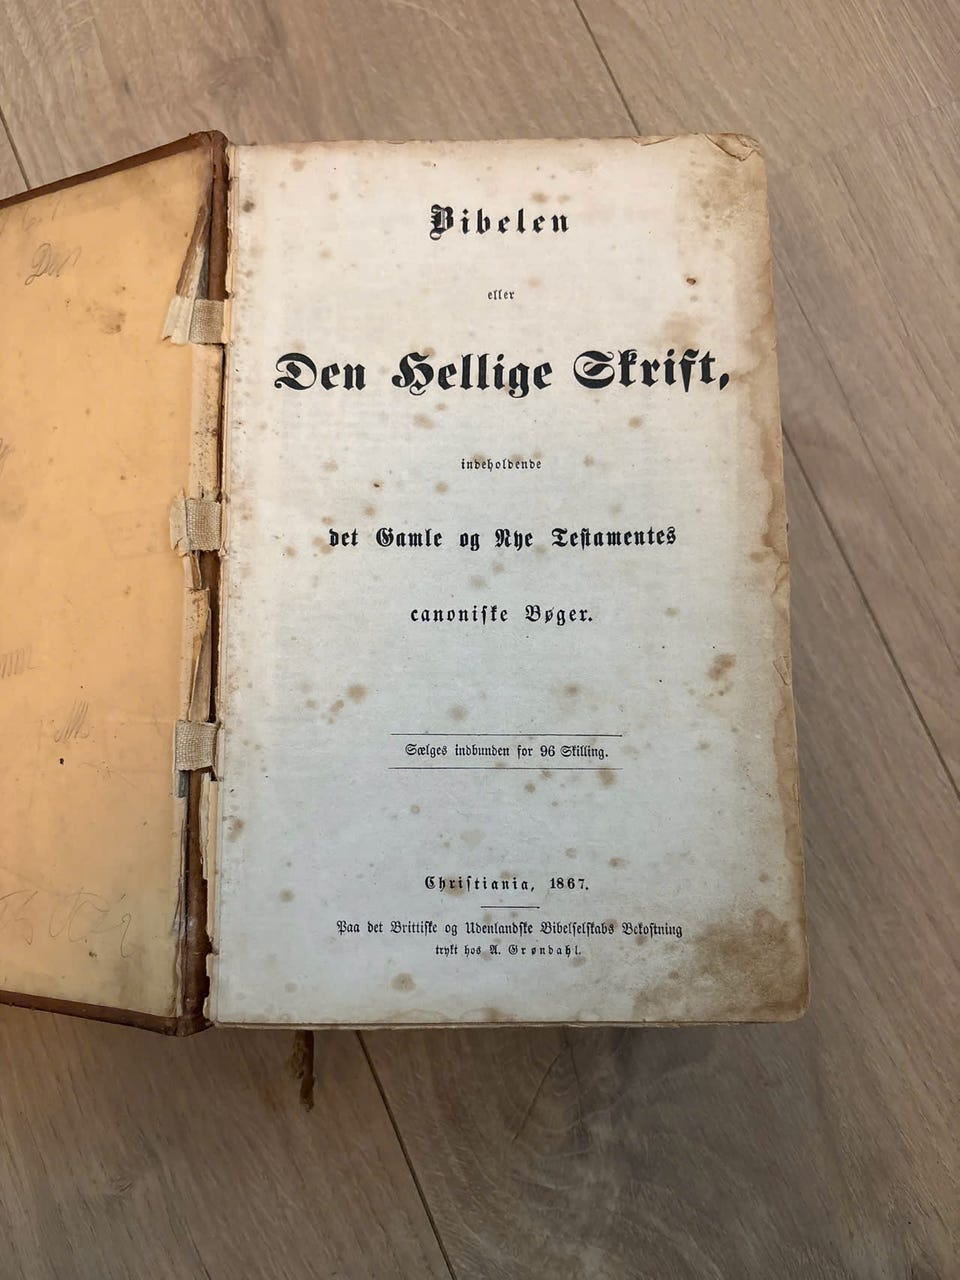 Bibelen
eller
Den Hellige Skrift,
indeholdende
det Gamle og Nye Testamentes
canoniske Bøger.
Sælges indbunden for 96 Skilling.
Christiania, 1867.
Paa det Brittiske og Udenlandske Bibelselskabs Bekostning
trykt hos A. Grøndahl.